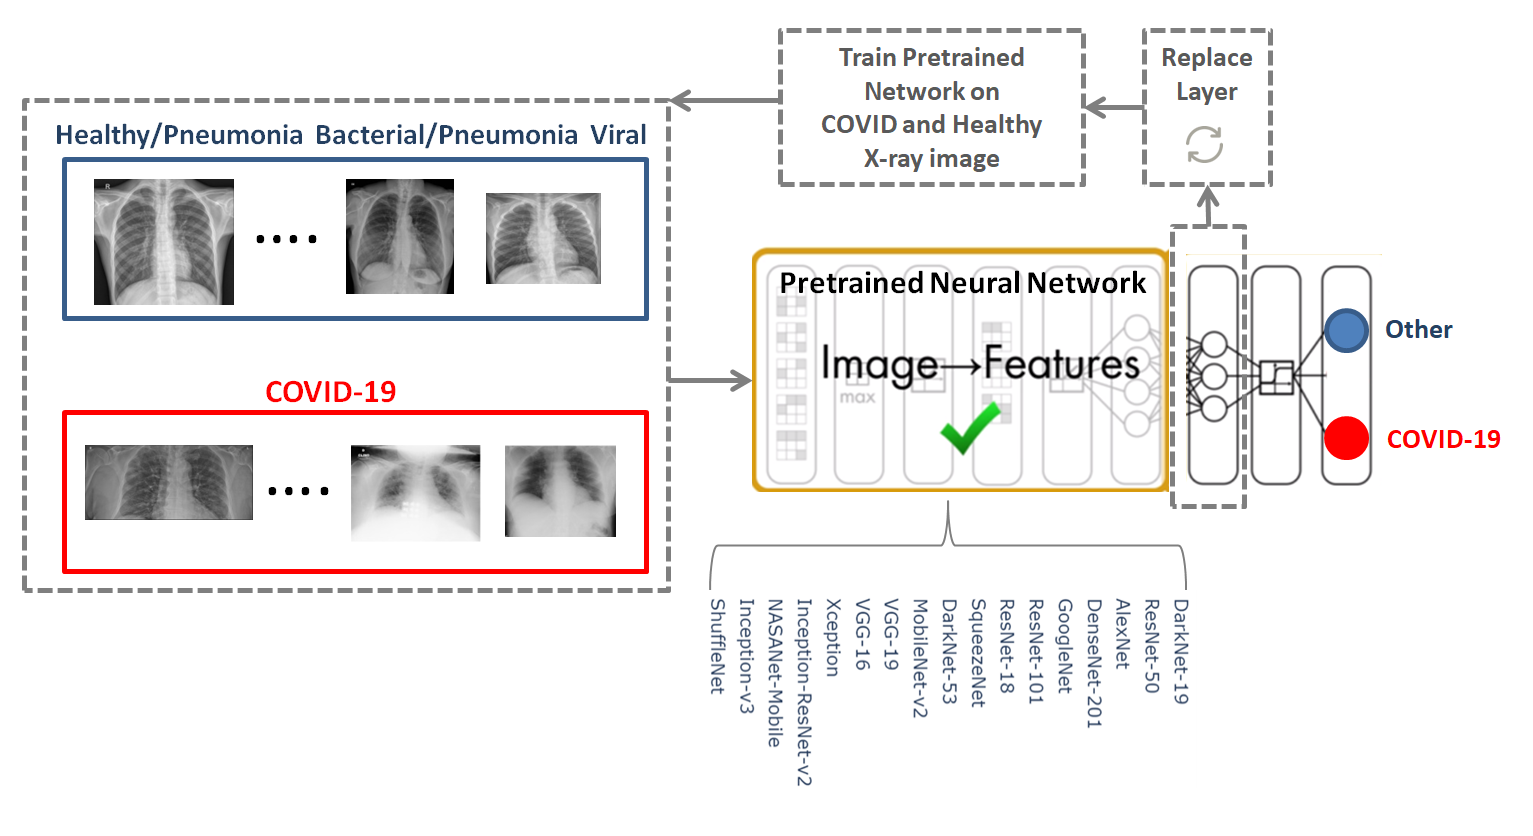 Train Pretrained
Network on
COVID and Healthy
X-ray image
Replace
Layer
Healthy/Pneumonia Bacterial/Pneumonia Viral
R
COVID-19
Pretrained Neural Network
Image→Features
max
Other
COVID-19
ShuffleNet
Inception-v3
NASANet-Mobile
Inception-ResNet-v2
Xception
VGG-16
VGG-19
MobileNet-v2
DarkNet-53
SqueezeNet
ResNet-18
ResNet-101
GoogleNet
DenseNet-201
AlexNet
ResNet-50
DarkNet-19